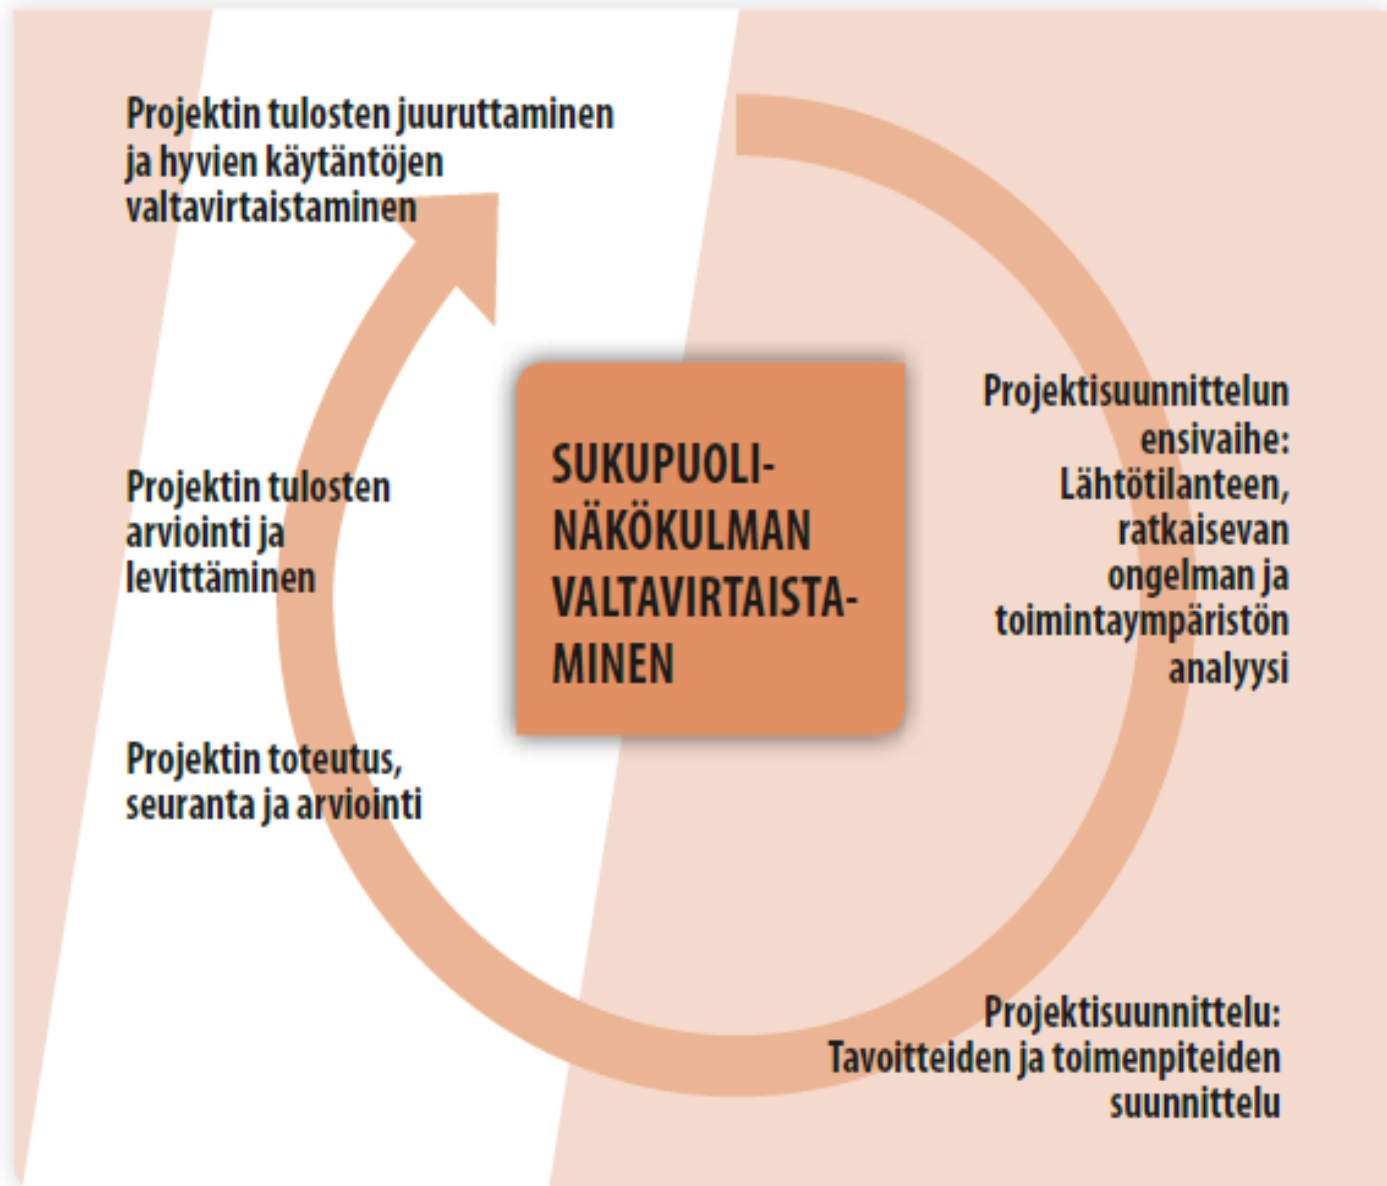 Projektin tulosten juuruttaminen
ja hyvien käytäntöjen
valtavirtaistaminen
Projektisuunnittelun
ensivaihe:
Lähtötilanteen,
ratkaisevan
ongelman ja
toimintaympäristön
analyysi
SUKUPUOLI-
NÄKÖKULMAN
VALTAVIRTAISTA-
MINEN
Projektin tulosten
arviointi ja
levittäminen
Projektin toteutus,
seuranta ja arviointi
Projektisuunnittelu:
Tavoitteiden ja toimenpiteiden
suunnittelu